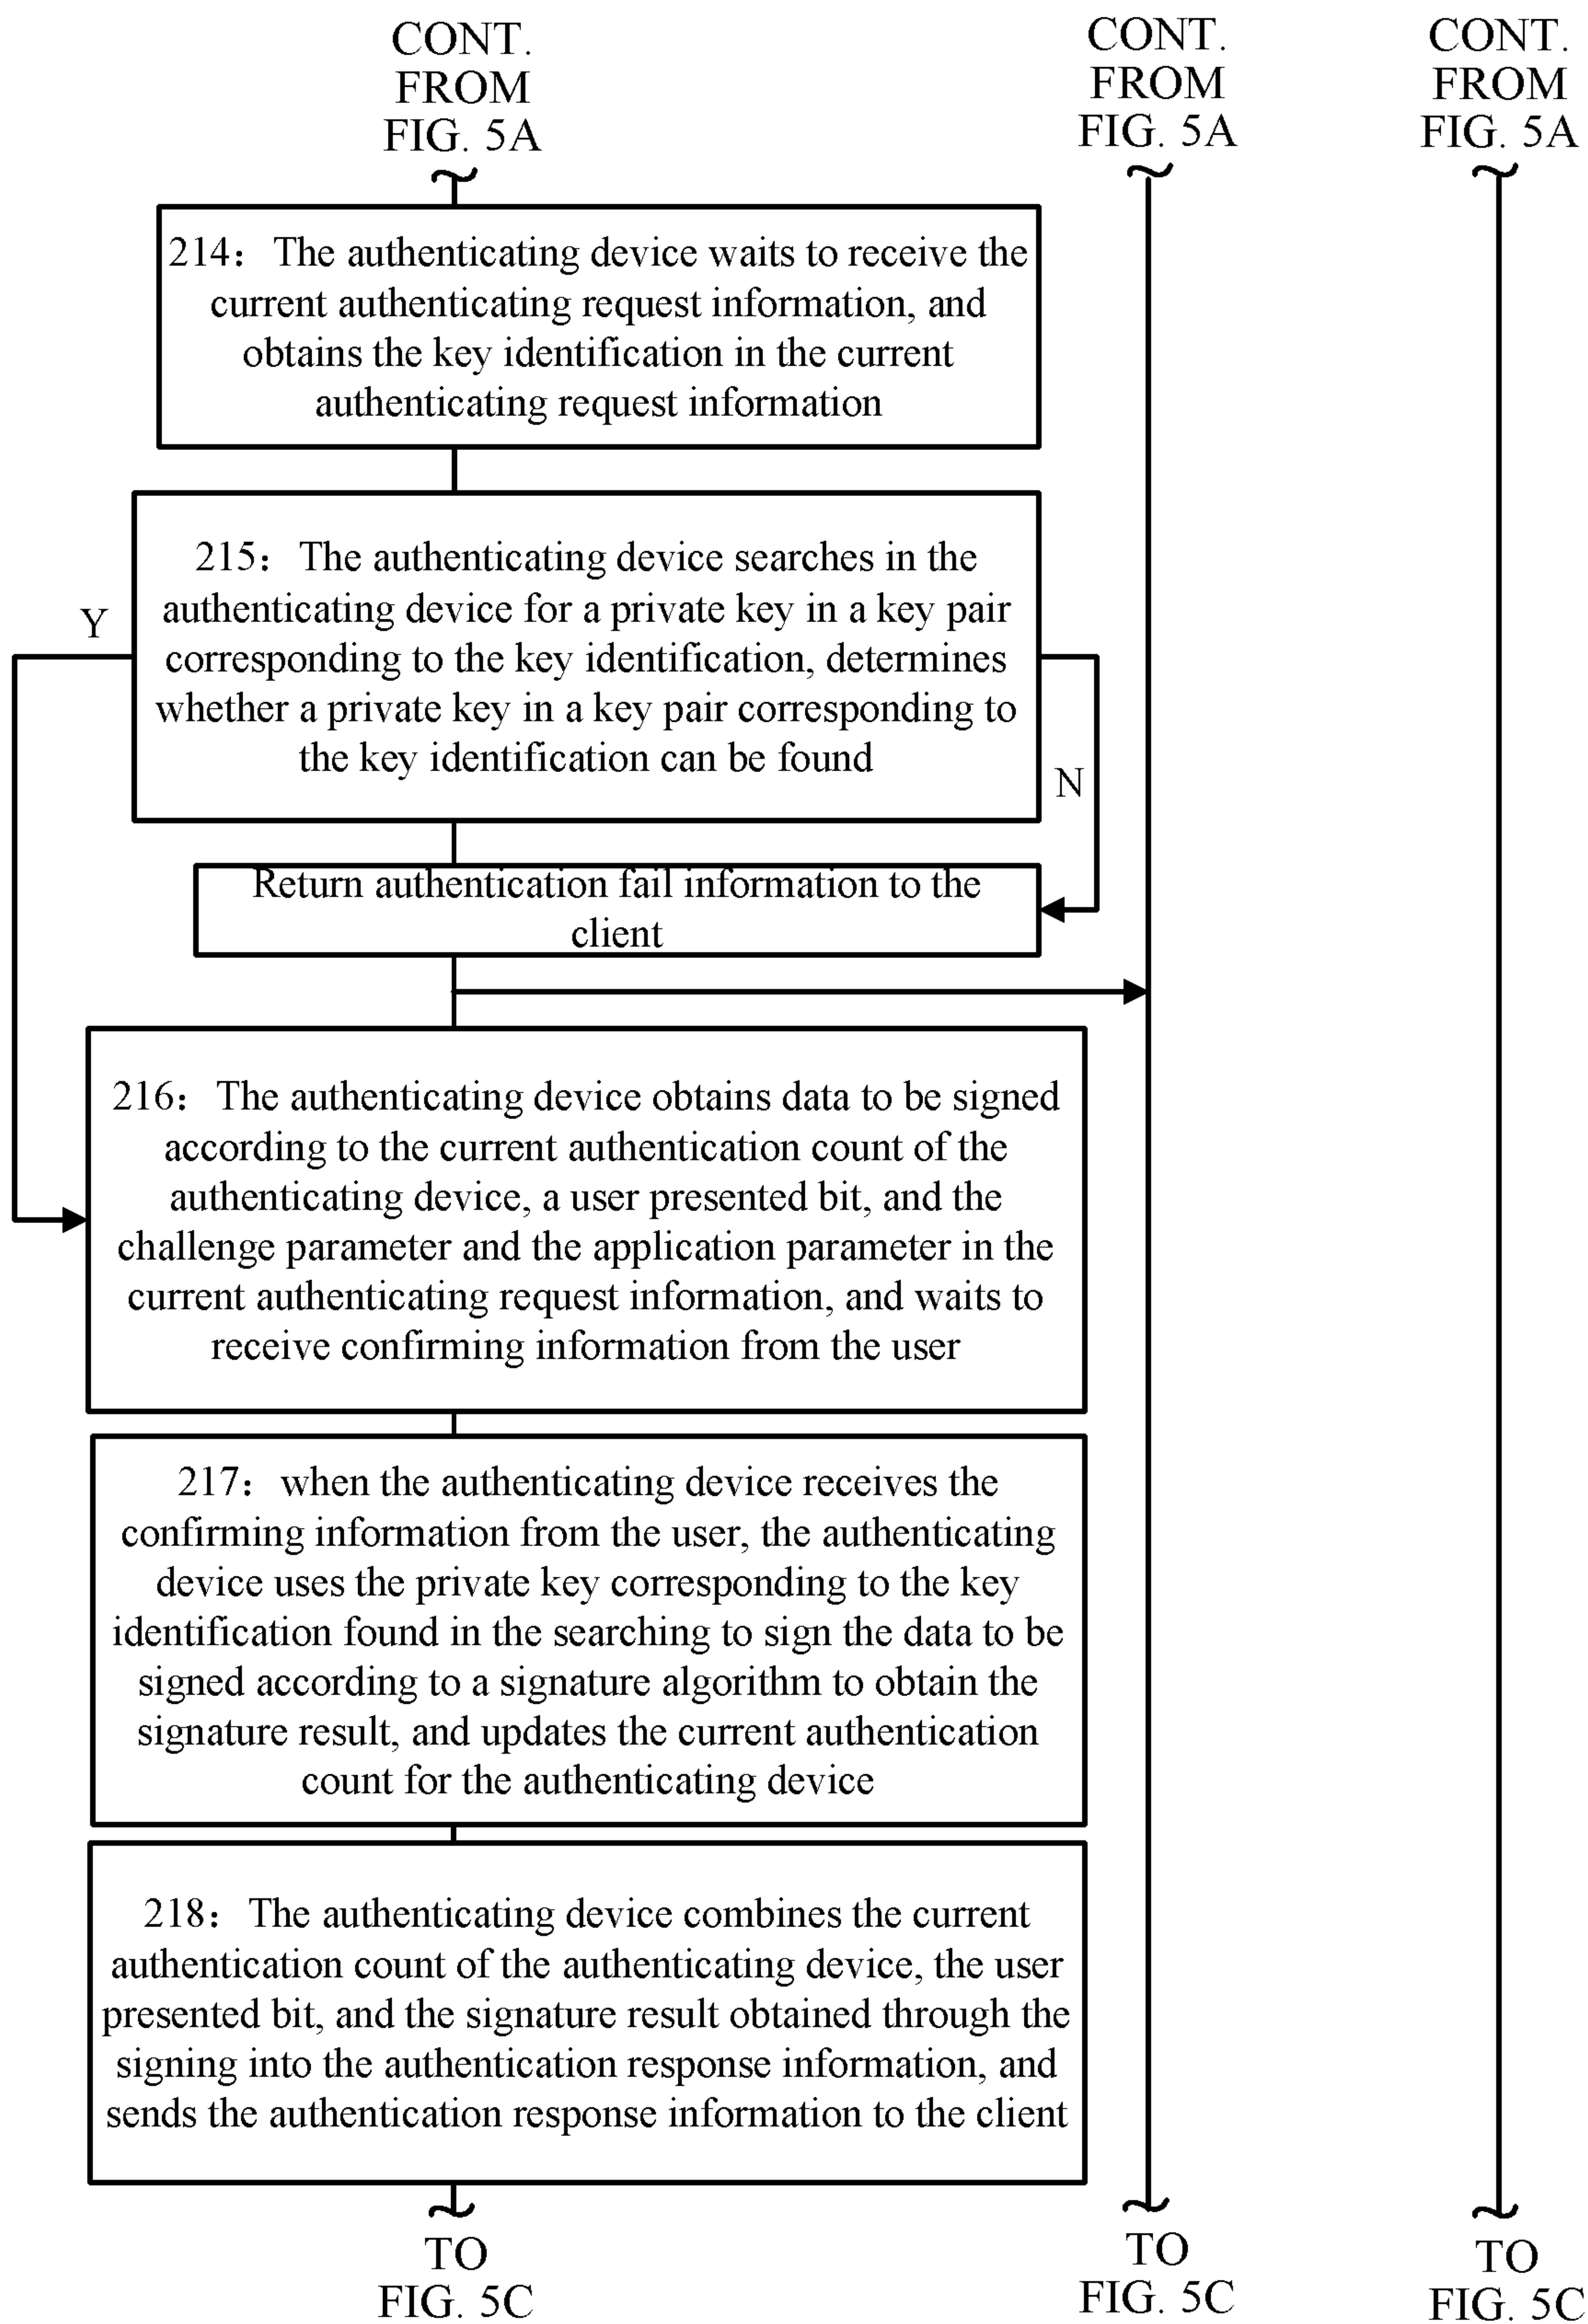 CONT.
FROM
FIG. 5A
CONT.
FROM
FIG. 5A
CONT.
FROM
FIG. 5A
214：The authenticating device waits to receive the
current authenticating request information, and
obtains the key identification in the current
authenticating request information
215：The authenticating device searches in the
authenticating device for a private key in a key pair
corresponding to the key identification, determines
whether a private key in a key pair corresponding to
the key identification can be found
Y
N
Return authentication fail information to the
client
216：The authenticating device obtains data to be signed
according to the current authentication count of the
authenticating device, a user presented bit, and the
challenge parameter and the application parameter in the
current authenticating request information, and waits to
receive confirming information from the user
217：when the authenticating device receives the
confirming information from the user, the authenticating
device uses the private key corresponding to the key
identification found in the searching to sign the data to be
signed according to a signature algorithm to obtain the
signature result, and updates the current authentication
count for the authenticating device
218：The authenticating device combines the current
authentication count of the authenticating device, the user
presented bit, and the signature result obtained through the
signing into the authentication response information, and
sends the authentication response information to the client
TO
FIG. 5C
TO
FIG. 5C
TO
FIG. 5C